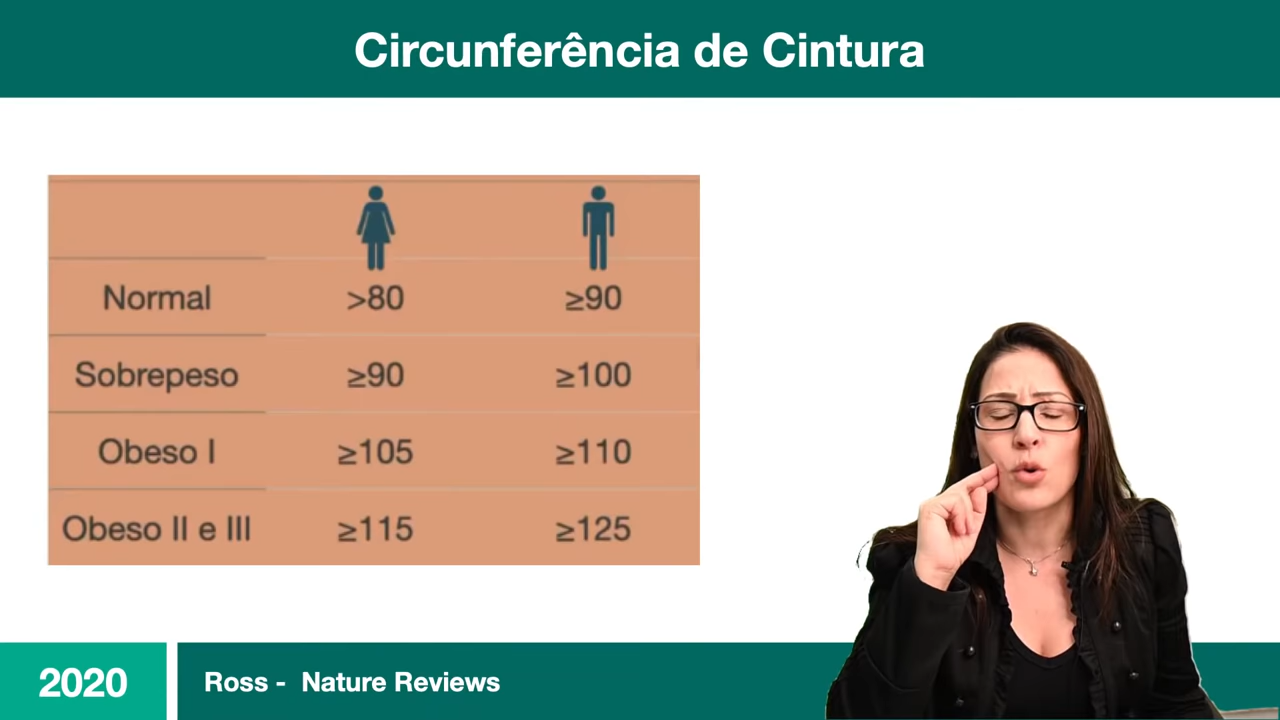 Circunferência de Cintura
Normal >80 ≥90
Sobrepeso ≥90 ≥100
Obeso I ≥105 ≥110
Obeso II e III ≥115 ≥125
2020 Ross - Nature Reviews